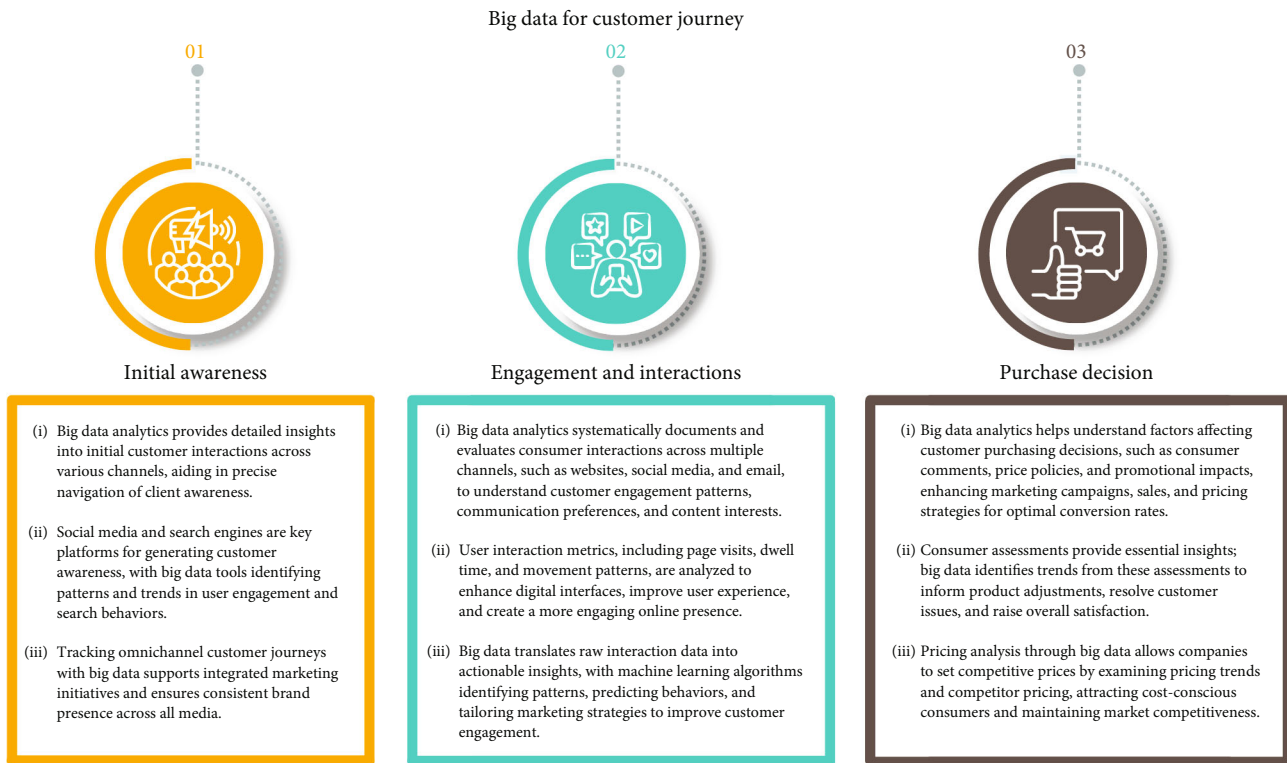 Big data for customer journey
01
Initial awareness
(i) Big data analytics provides detailed insights
into initial customer interactions across
various channels, aiding in precise
navigation of client awareness.
(ii) Social media and search engines are key
platforms for generating customer
awareness, with big data tools identifying
patterns and trends in user engagement and
search behaviors.
(iii) Tracking omnichannel customer journeys
with big data supports integrated marketing
initiatives and ensures consistent brand
presence across all media.
02
Engagement and interactions
(i) Big data analytics systematically documents and
evaluates consumer interactions across multiple
channels, such as websites, social media, and email,
to understand customer engagement patterns,
communication preferences, and content interests.
(ii) User interaction metrics, including page visits, dwell
time, and movement patterns, are analyzed to
enhance digital interfaces, improve user experience,
and create a more engaging online presence.
(iii) Big data translates raw interaction data into
actionable insights, with machine learning algorithms
identifying patterns, predicting behaviors, and
tailoring marketing strategies to improve customer
engagement.
03
Purchase decision
(i) Big data analytics helps understand factors affecting
customer purchasing decisions, such as consumer
comments, price policies, and promotional impacts,
enhancing marketing campaigns, sales, and pricing
strategies for optimal conversion rates.
(ii) Consumer assessments provide essential insights;
big data identifies trends from these assessments to
inform product adjustments, resolve customer
issues, and raise overall satisfaction.
(iii) Pricing analysis through big data allows companies
to set competitive prices by examining pricing trends
and competitor pricing, attracting cost-conscious
consumers and maintaining market competitiveness.